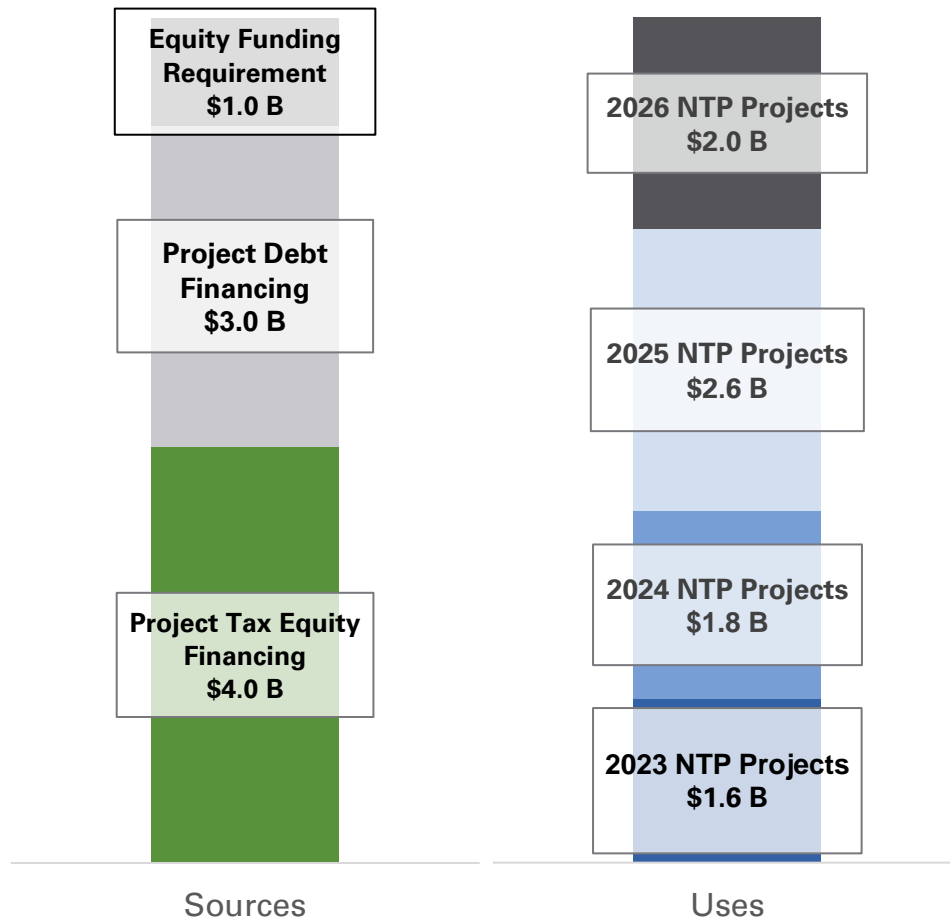 Equity Funding
Requirement
$1.0 B
Project Debt
Financing
$3.0 B
Project Tax Equity
Financing
$4.0 B
Sources
2026 NTP Projects
$2.0 B
2025 NTP Projects
$2.6 B
2024 NTP Projects
$1.8 B
2023 NTP Projects
$1.6 B
Uses